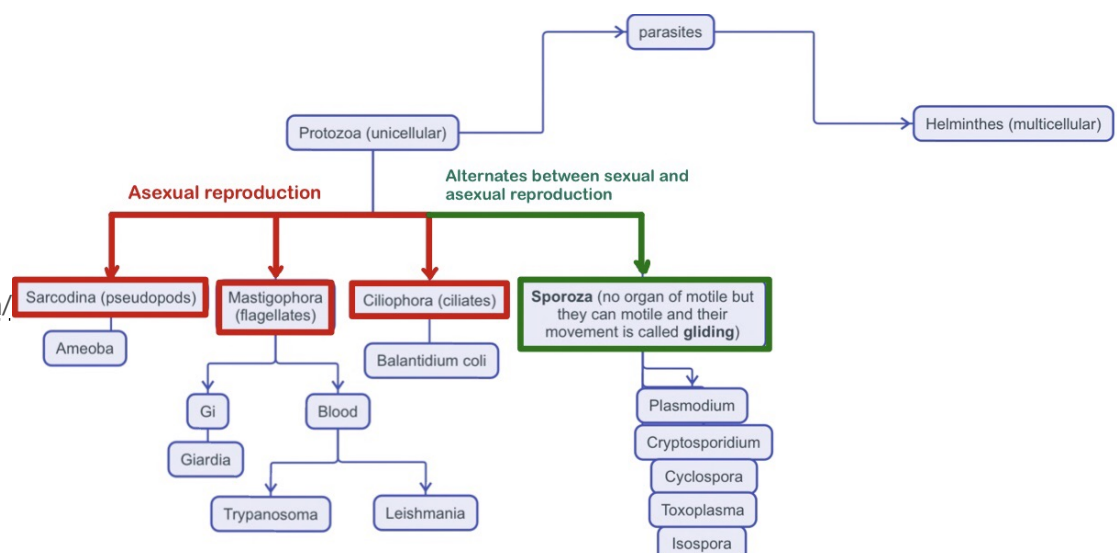 parasites
Protozoa (unicellular)
Helminthes (multicellular)
Asexual reproduction
Alternates between sexual and
asexual reproduction
Sarcodina (pseudopods)
Mastigophora
(flagellates)
Ciliophora (ciliates)
Sporoza (no organ of motile but
they can motile and their
movement is called gliding)
Ameoba
Balantidium coli
Gi
Blood
Giardia
Trypanosoma
Leishmania
Plasmodium
Cryptosporidium
Cyclospora
Toxoplasma
Isospora